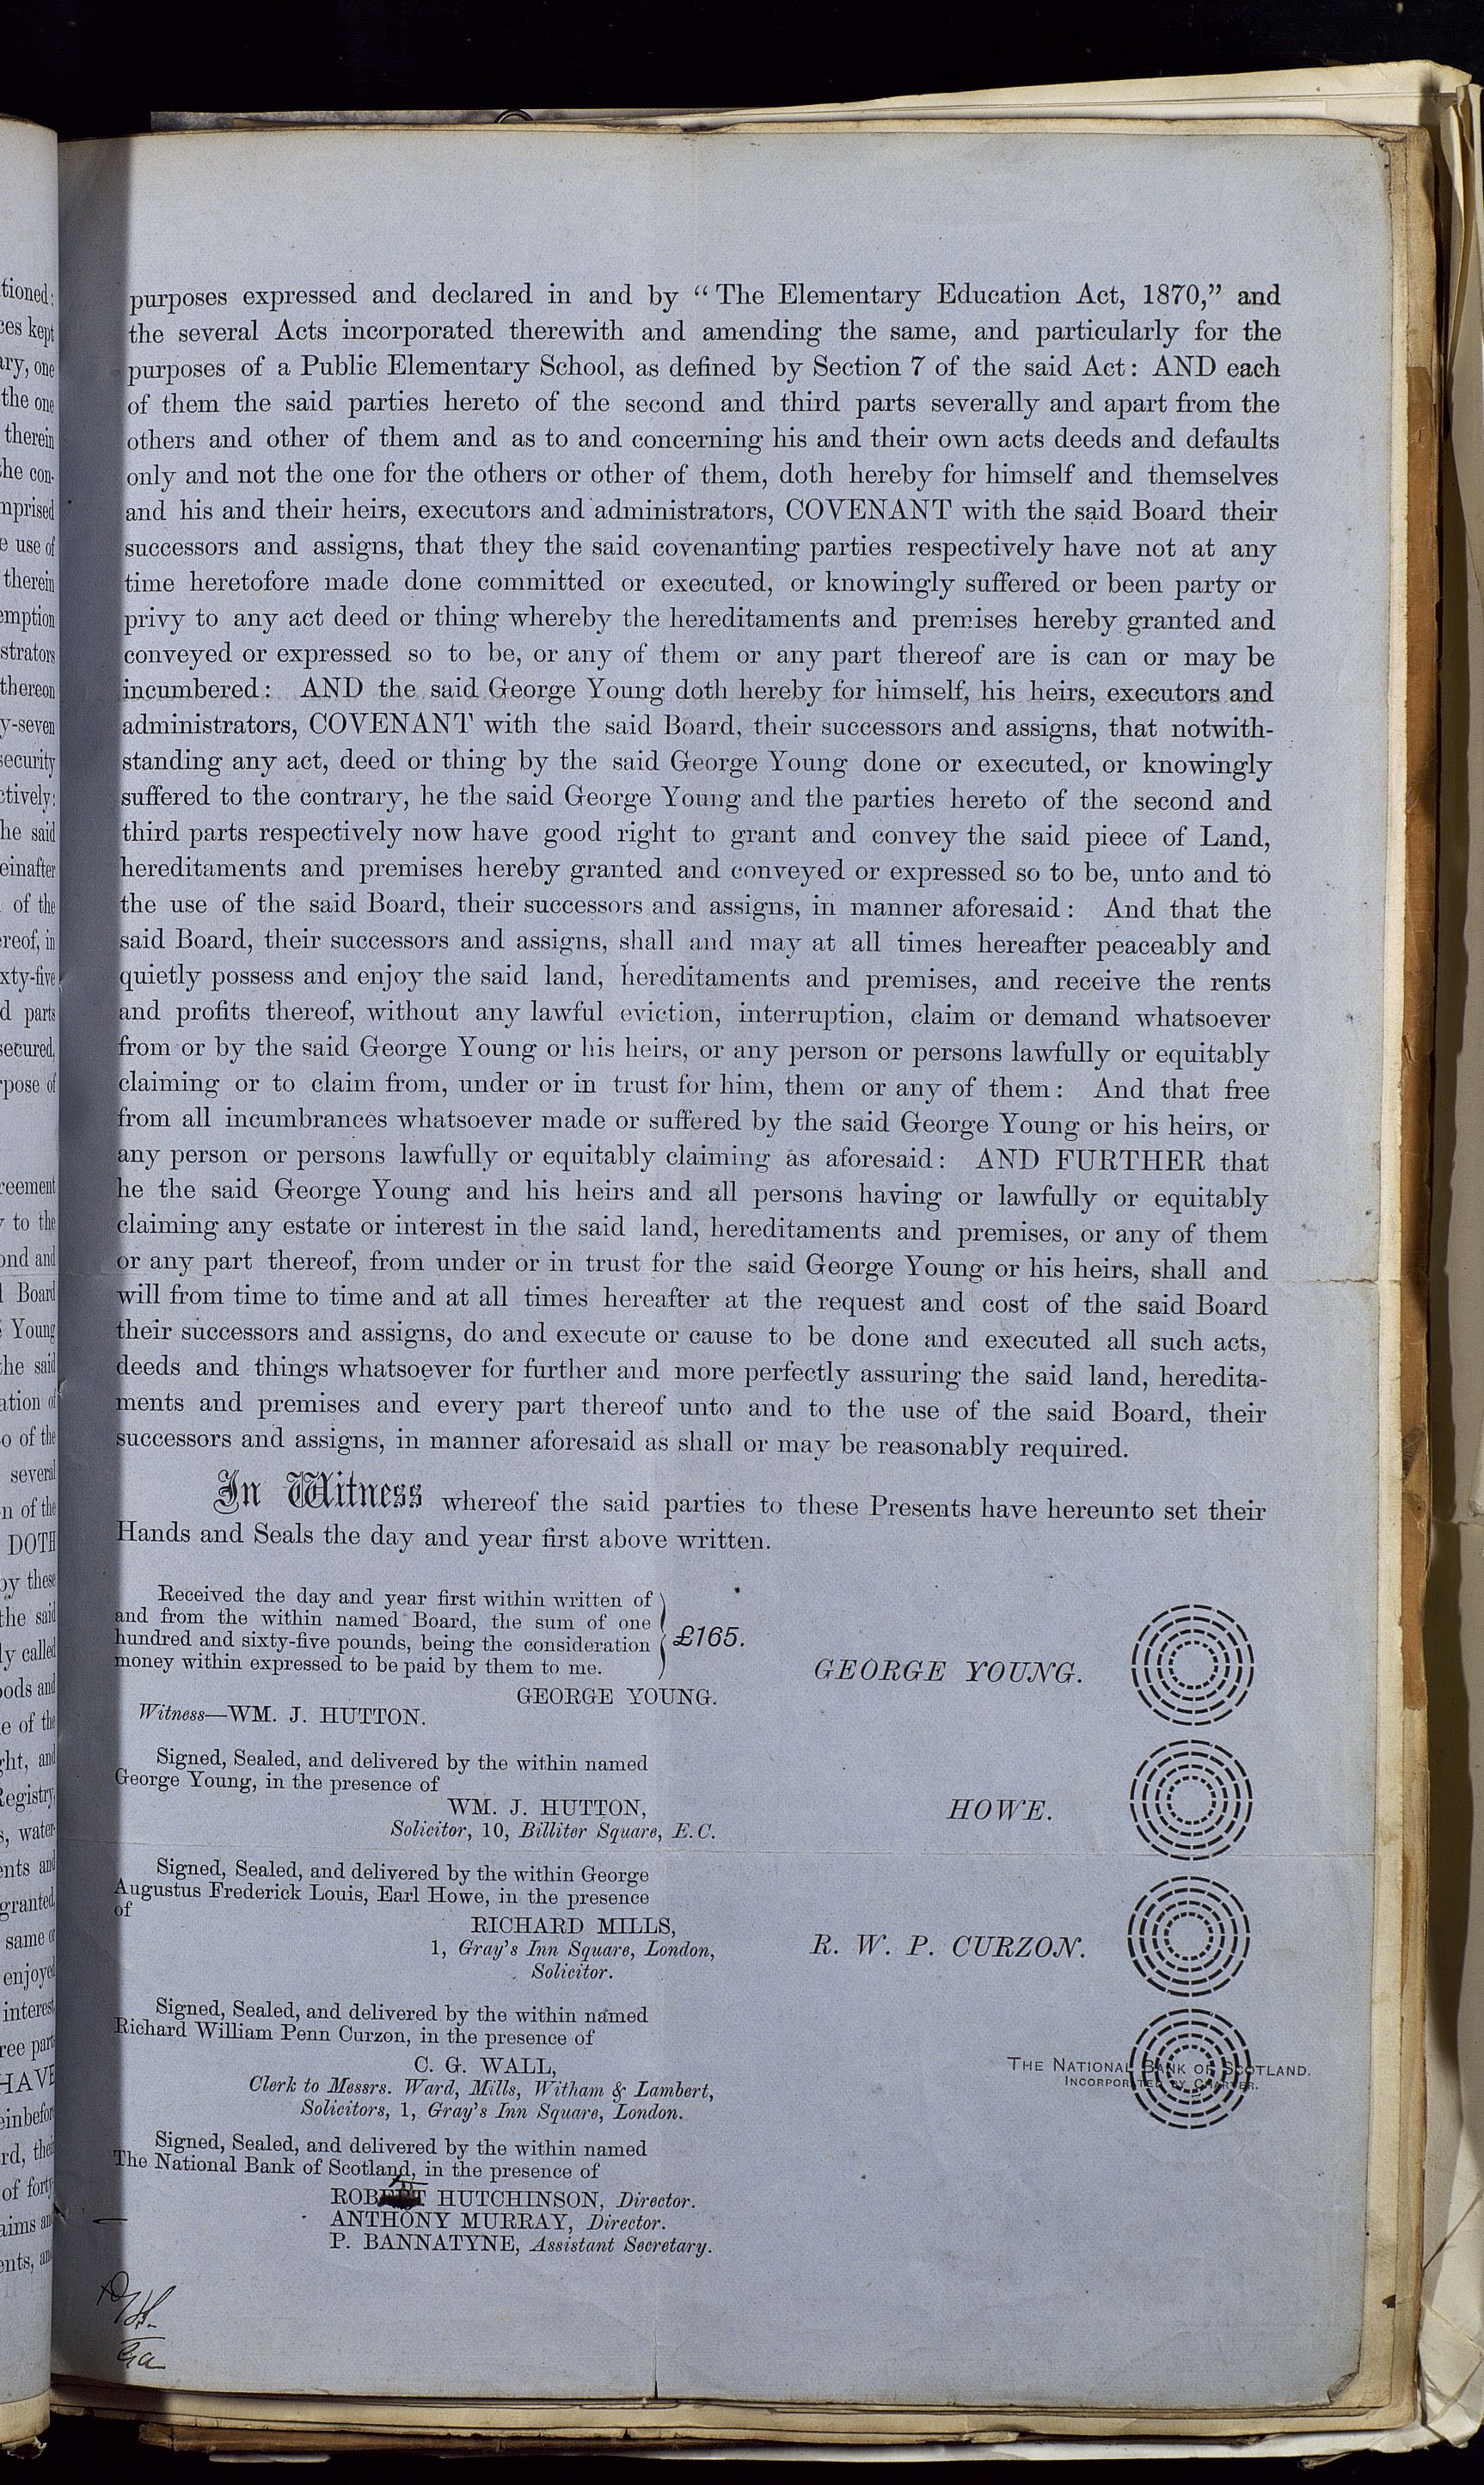 purposes expressed and declared in and by “The Elementary Education Act, 1870,” and
the several Acts incorporated therewith and amending the same, and particularly for the
purposes of a Public Elementary School, as defined by Section 7 of the said Act: AND each
of them the said parties hereto of the second and third parts severally and apart from the
others and other of them and as to and concerning his and their own acts deeds and defaults
only and not the one for the others or other of them, doth hereby for himself and themselves
and his and their heirs, executors and administrators, COVENANT with the said Board their
successors and assigns, that they the said covenanting parties respectively have not at any
time heretofore made done committed or executed, or knowingly suffered or been party or
privy to any act deed or thing whereby the hereditaments and premises hereby granted and
conveyed or expressed so to be, or any of them or any part thereof are is can or may be
incumbered: AND the said George Young doth hereby for himself, his heirs, executors and
administrators, COVENANT with the said Board, their successors and assigns, that notwith-
standing any act, deed or thing by the said George Young done or executed, or knowingly
suffered to the contrary, he the said George Young and the parties hereto of the second and
third parts respectively now have good right to grant and convey the said piece of Land,
hereditaments and premises hereby granted and conveyed or expressed so to be, unto and to
the use of the said Board, their successors and assigns, in manner aforesaid: And that the
said Board, their successors and assigns, shall and may at all times hereafter peaceably and
quietly possess and enjoy the said land, hereditaments and premises, and receive the rents
and profits thereof, without any lawful eviction, interruption, claim or demand whatsoever
from or by the said George Young or his heirs, or any person or persons lawfully or equitably
claiming or to claim from, under or in trust for him, them or any of them: And that free
from all incumbrances whatsoever made or suffered by the said George Young or his heirs, or
any person or persons lawfully or equitably claiming as aforesaid: AND FURTHER that
he the said George Young and his heirs and all persons having or lawfully or equitably
claiming any estate or interest in the said land, hereditaments and premises, or any of them
or any part thereof, from under or in trust for the said George Young or his heirs, shall and
will from time to time and at all times hereafter at the request and cost of the said Board
their successors and assigns, do and execute or cause to be done and executed all such acts,
deeds and things whatsoever for further and more perfectly assuring the said land, heredita-
ments and premises and every part thereof unto and to the use of the said Board, their
successors and assigns, in manner aforesaid as shall or may be reasonably required.
In Witness whereof the said parties to these Presents have hereunto set their
Hands and Seals the day and year first above written.
Received the day and year first within written of
and from the within named Board, the sum of one
hundred and sixty-five pounds, being the consideration
money within expressed to be paid by them to me.
£165.
GEORGE YOUNG.
Witness—WM. J. HUTTON.
GEORGE YOUNG.
Signed, Sealed, and delivered by the within named
George Young, in the presence of
WM. J. HUTTON,
Solicitor, 10, Billiter Square, E.C.
HOWE.
Signed, Sealed, and delivered by the within George
Augustus Frederick Louis, Earl Howe, in the presence
of
RICHARD MILLS,
1, Gray's Inn Square, London,
Solicitor.
R. W. P. CURZON.
Signed, Sealed, and delivered by the within named
Richard William Penn Curzon, in the presence of
C. G. WALL,
Clerk to Messrs. Ward, Mills, Witham & Lambert,
Solicitors, 1, Gray's Inn Square, London.
THE NATIONAL BANK OF SCOTLAND.
INCORPORATED BY CHARTER.
Signed, Sealed, and delivered by the within named
The National Bank of Scotland, in the presence of
ROBERT HUTCHINSON, Director.
ANTHONY MURRAY, Director.
P. BANNATYNE, Assistant Secretary.